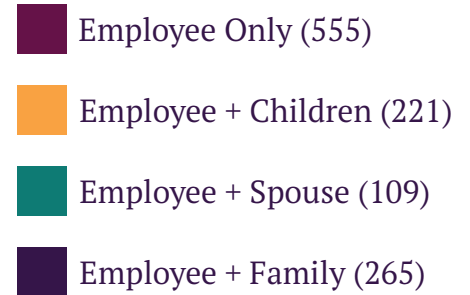 Employee Only (555)
Employee + Children (221)
Employee + Spouse (109)
Employee + Family (265)